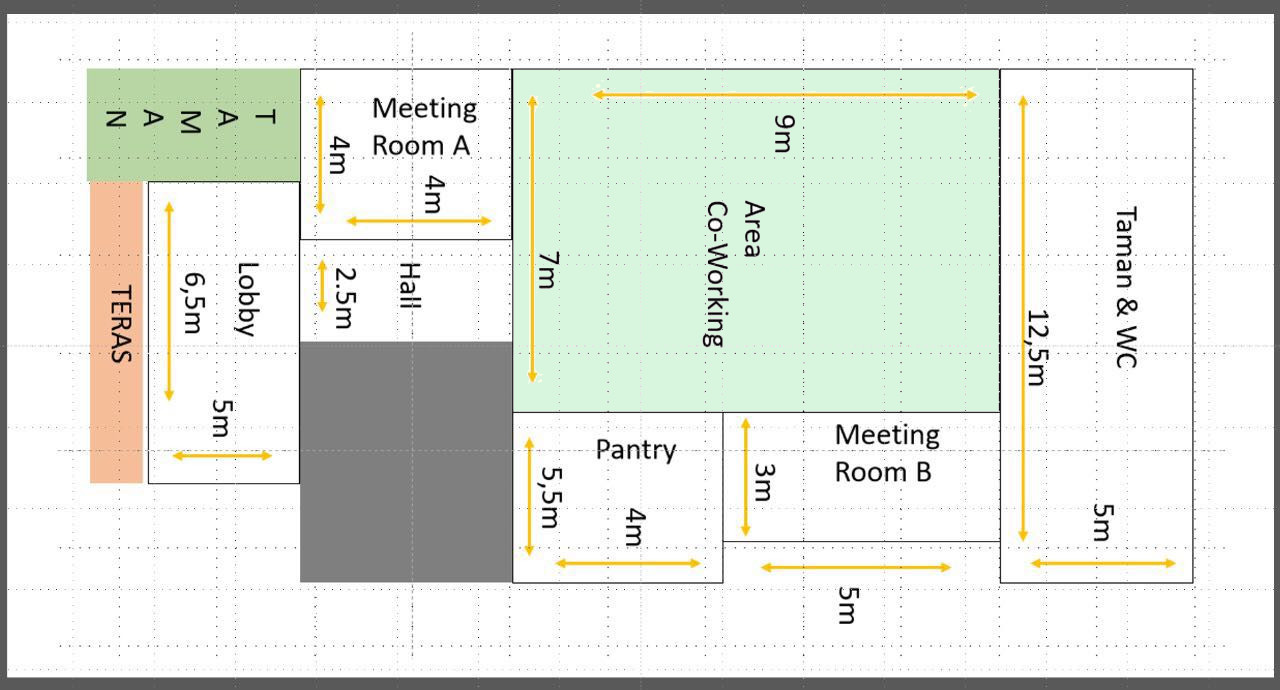 T A M A N
Meeting
Room A
4m
4m
9m
7m
Area
Co-Working
Taman & WC
12,5m
5m
Hall
2.5m
TERAS
Lobby
6,5m
5m
Pantry
5,5m
4m
Meeting
Room B
3m
5m